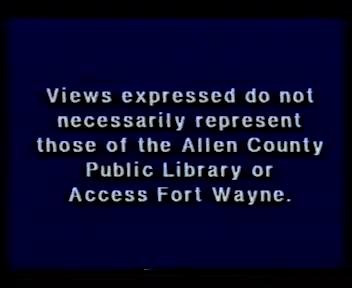 Views expressed do not
necessarily represent
those of the Allen County
Public Library or
Access Fort Wayne.